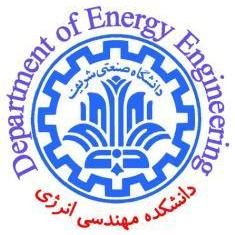 Department of Energy Engineering
دانشگاه صنعتی شریف
دانشکده مهندسی انرژی